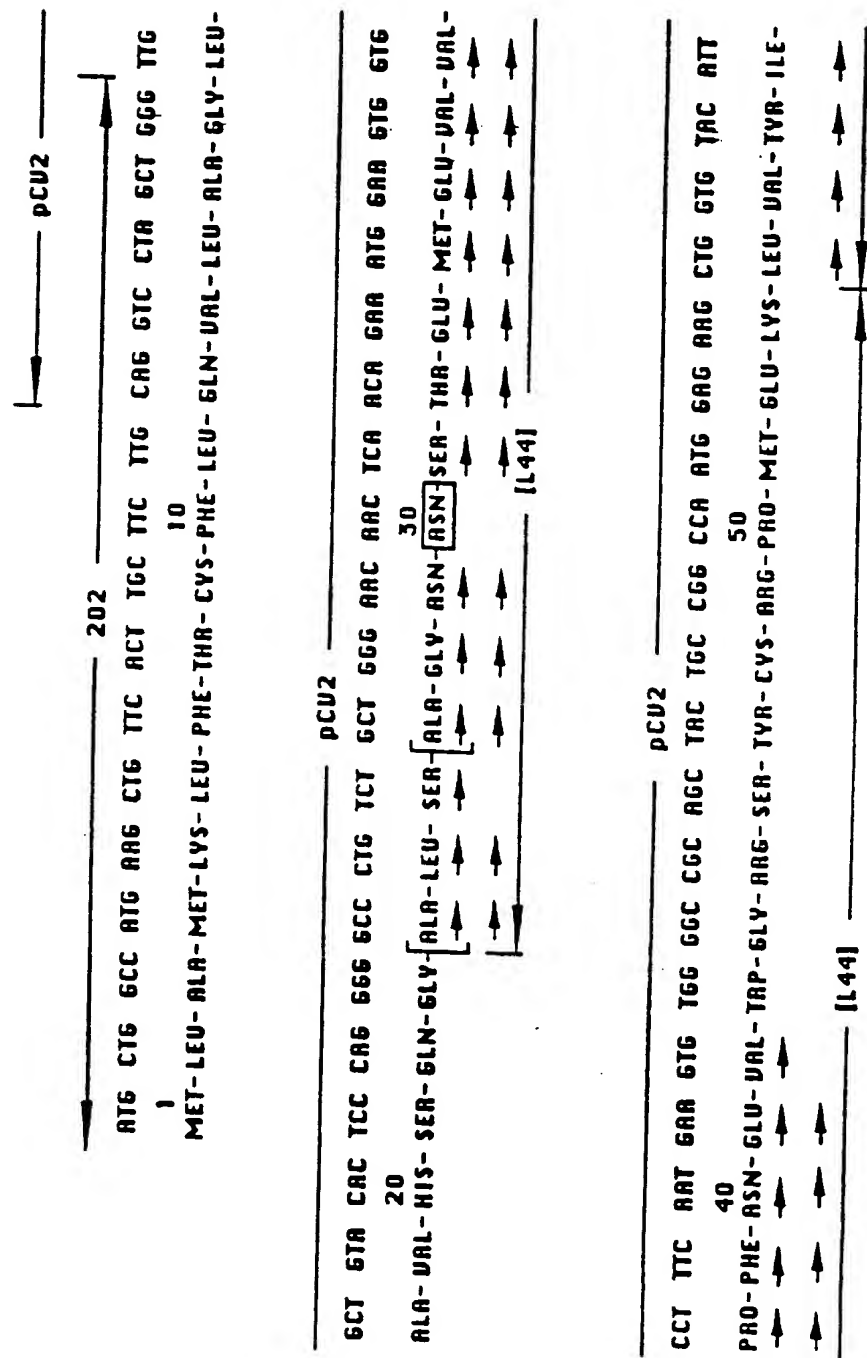 pCV2
2D2
ATG CTG GCC ATG AAG CTG TTC ACT TGC TTC TTG CAG GTC CTA GCT GGG TTG
1 10
MET-LEU-ALA-MET-LYS-LEU-PHE-THR-CYS-PHE-LEU-GLN-VAL-LEU-ALA-GLY-LEU-
pCV2
GCT GTA CAC TCC CAG GGG GCC CTG TCT GCT GGG AAC AAC TCA ACA GAA ATG GAA GTG GTG
20 30
ALA-VAL-HIS-SER-GLN-GLY-ALA-LEU-SER-ALA-GLY-ASN-ASN-SER-THR-GLU-MET-GLU-VAL-VAL-
[L44]
pCV2
CCT TTC AAT GAA GTG TGG GGC CGC AGC TAC TGC CGG CCA ATG GAG AAG CTG GTG TAC ATT
40 50
PRO-PHE-ASN-GLU-VAL-TRP-GLY-ARG-SER-TYR-CYS-ARG-PRO-MET-GLU-LYS-LEU-VAL-TYR-ILE-
[L44]